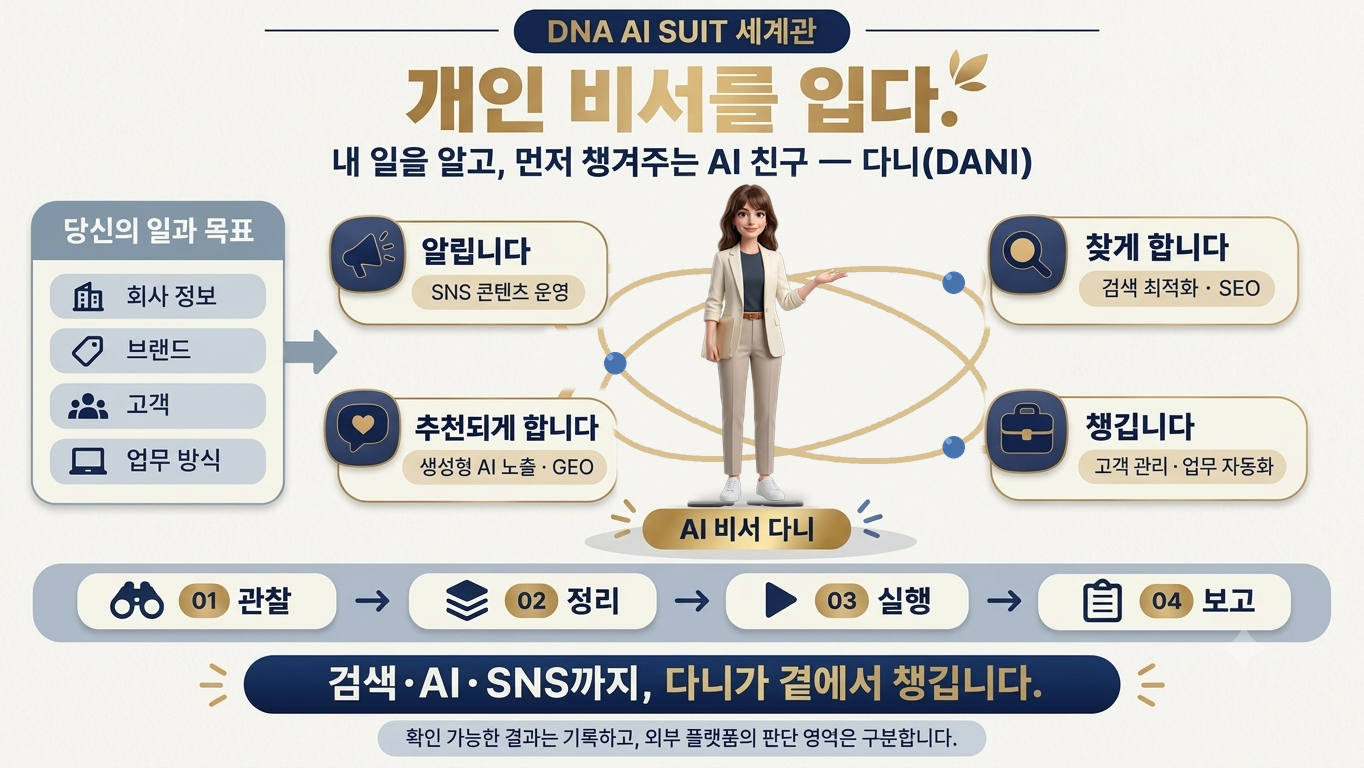 DNA AI SUIT 세계관
개인 비서를 입다.
내 일을 알고, 먼저 챙겨주는 AI 친구 — 다니(DANI)
당신의 일과 목표
회사 정보
브랜드
고객
업무 방식
알립니다
SNS 콘텐츠 운영
찾게 합니다
검색 최적화 · SEO
추천되게 합니다
생성형 AI 노출 · GEO
챙깁니다
고객 관리 · 업무 자동화
AI 비서 다니
01 관찰
02 정리
03 실행
04 보고
검색·AI·SNS까지, 다니가 곁에서 챙깁니다.
확인 가능한 결과는 기록하고, 외부 플랫폼의 판단 영역은 구분합니다.